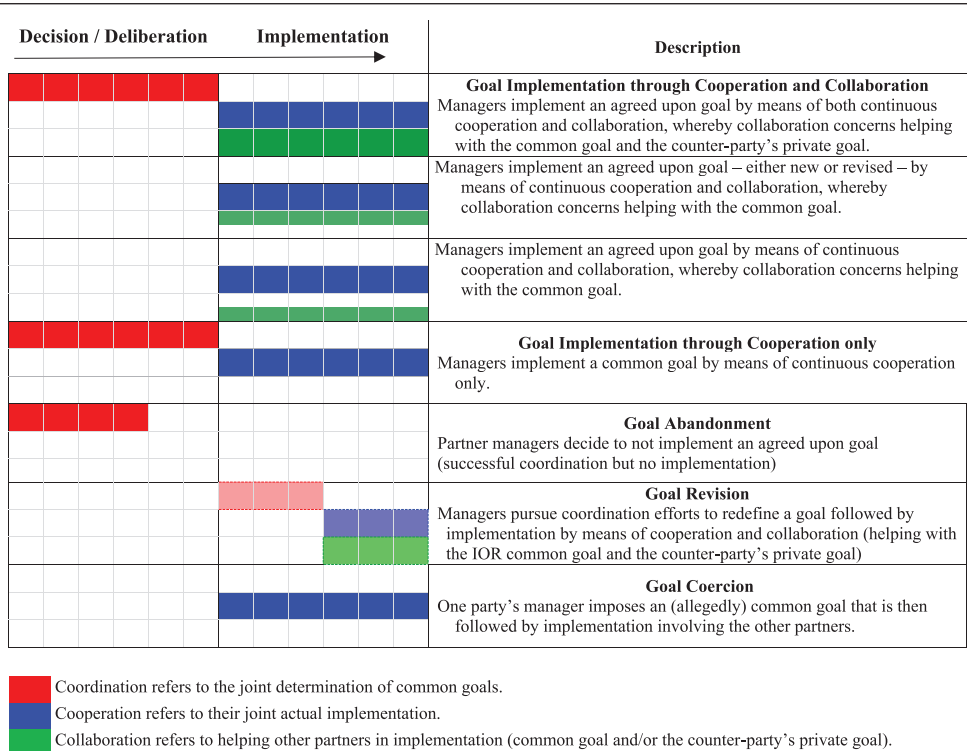 Decision / Deliberation
Implementation
Description
Goal Implementation through Cooperation and Collaboration
Managers implement an agreed upon goal by means of both continuous
cooperation and collaboration, whereby collaboration concerns helping
with the common goal and the counter-party's private goal.
Managers implement an agreed upon goal – either new or revised – by
means of continuous cooperation and collaboration, whereby
collaboration concerns helping with the common goal.
Managers implement an agreed upon goal by means of continuous
cooperation and collaboration, whereby collaboration concerns helping
with the common goal.
Goal Implementation through Cooperation only
Managers implement a common goal by means of continuous cooperation
only.
Goal Abandonment
Partner managers decide to not implement an agreed upon goal
(successful coordination but no implementation)
Goal Revision
Managers pursue coordination efforts to redefine a goal followed by
implementation by means of cooperation and collaboration (helping with
the IOR common goal and the counter-party's private goal)
Goal Coercion
One party's manager imposes an (allegedly) common goal that is then
followed by implementation involving the other partners.
Coordination refers to the joint determination of common goals.
Cooperation refers to their joint actual implementation.
Collaboration refers to helping other partners in implementation (common goal and/or the counter-party's private goal).